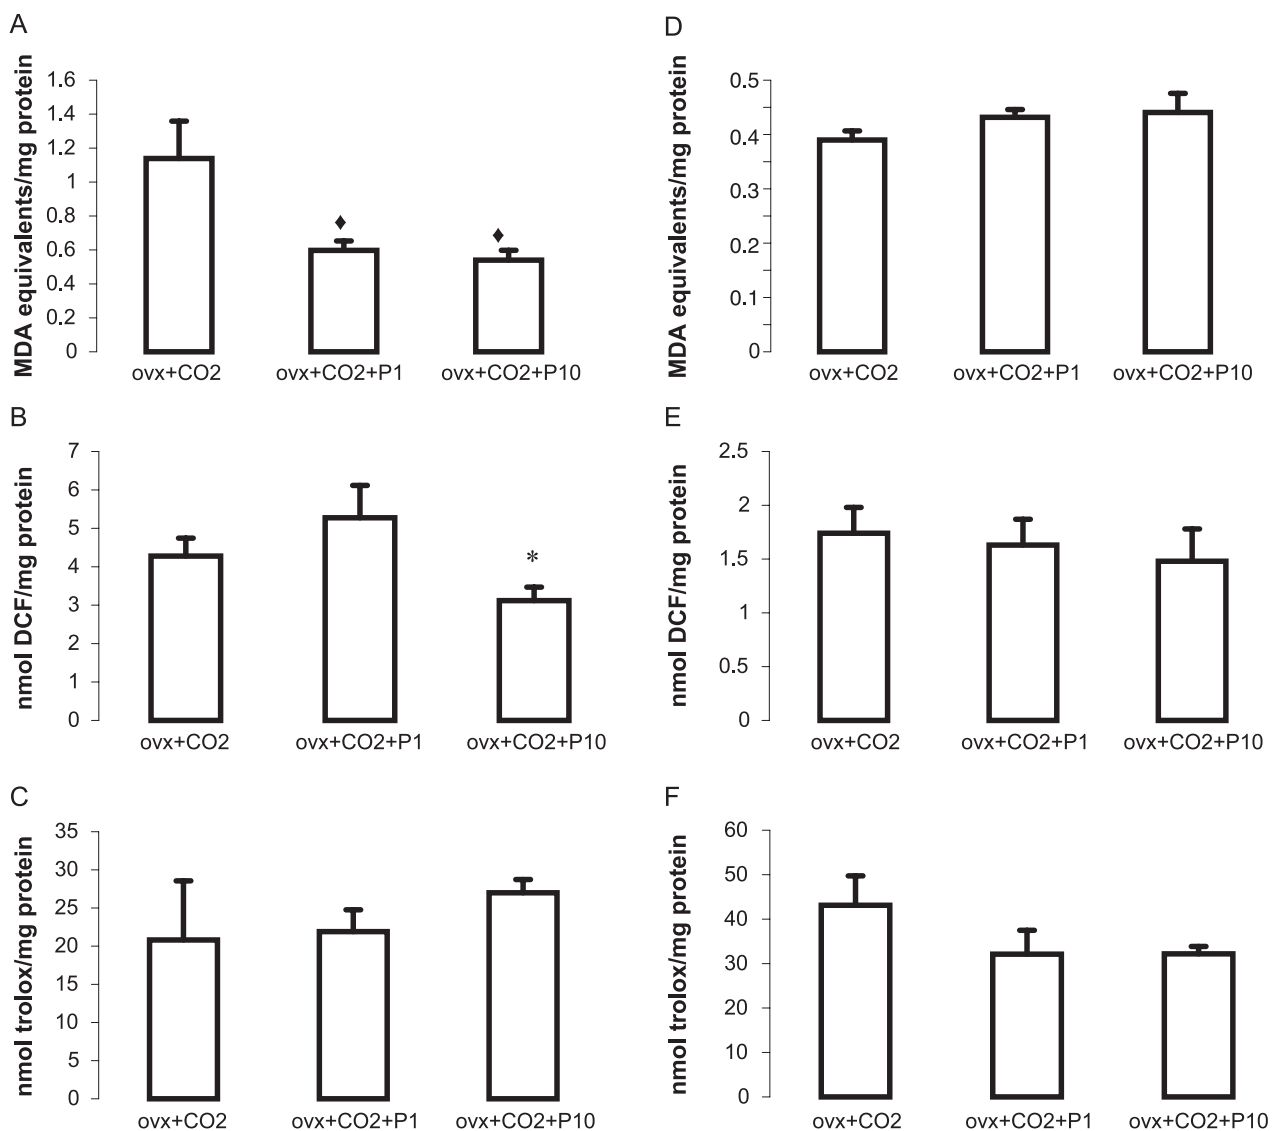 A
MDA equivalents/mg protein
1.6
1.4
1.2
1
0.8
0.6
0.4
0.2
0
♦
♦
ovx+CO2
ovx+CO2+P1
ovx+CO2+P10
D
MDA equivalents/mg protein
0.5
0.4
0.3
0.2
0.1
0
ovx+CO2
ovx+CO2+P1
ovx+CO2+P10
B
nmol DCF/mg protein
7
6
5
4
3
2
1
0
*
ovx+CO2
ovx+CO2+P1
ovx+CO2+P10
E
nmol DCF/mg protein
2.5
2
1.5
1
0.5
0
ovx+CO2
ovx+CO2+P1
ovx+CO2+P10
C
nmol trolox/mg protein
35
30
25
20
15
10
5
0
ovx+CO2
ovx+CO2+P1
ovx+CO2+P10
F
nmol trolox/mg protein
60
50
40
30
20
10
0
ovx+CO2
ovx+CO2+P1
ovx+CO2+P10